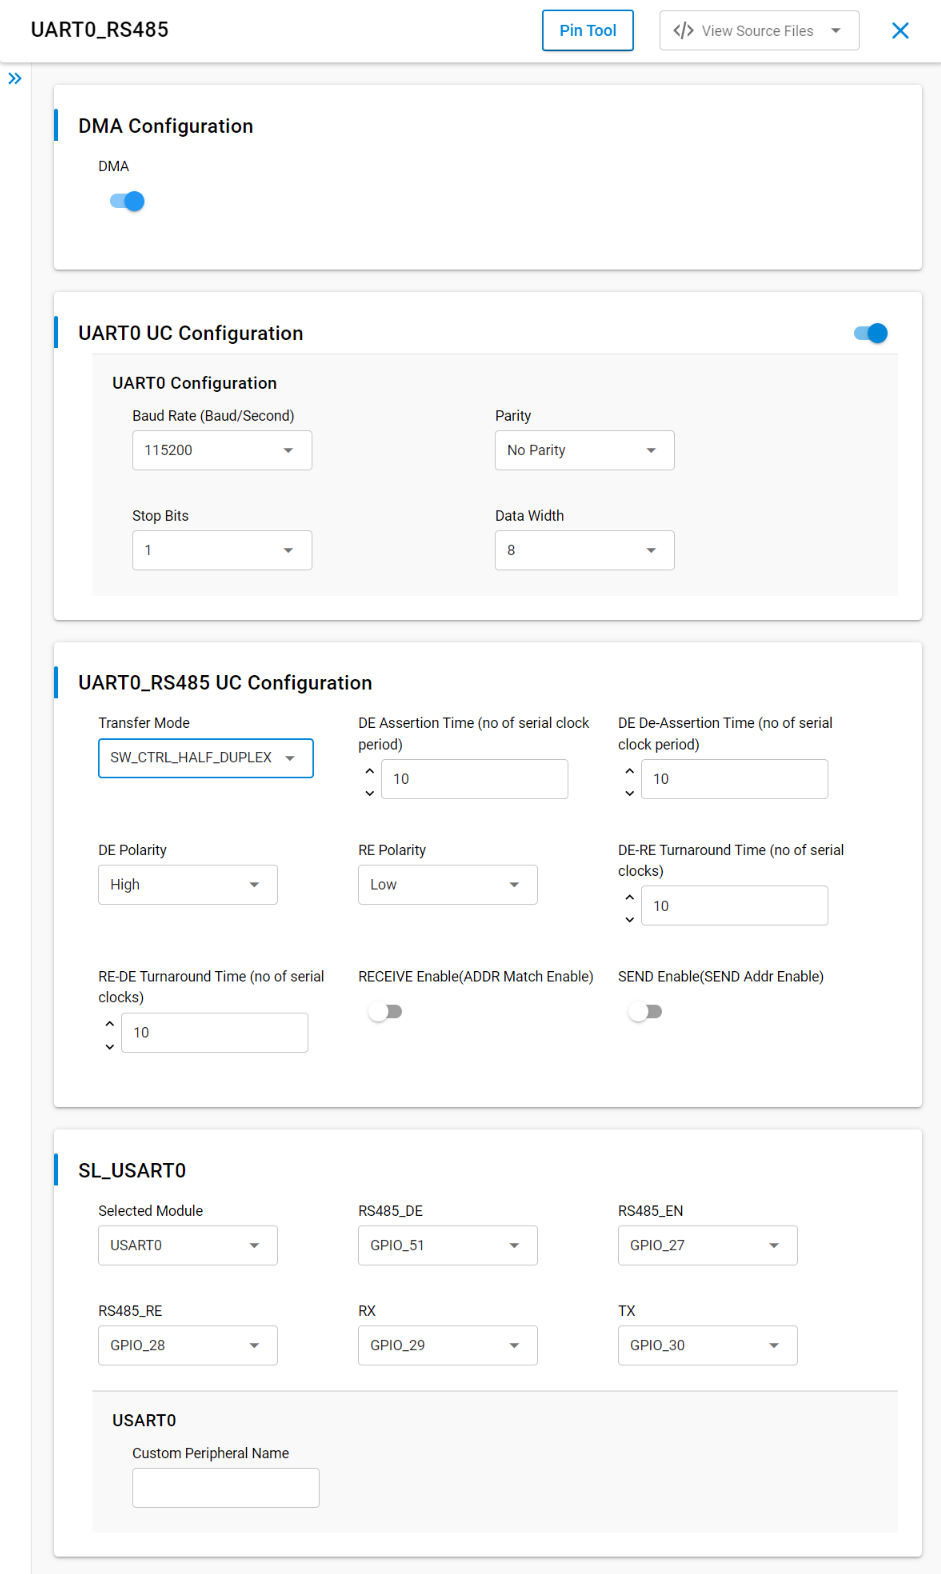 UART0_RS485
Pin Tool
</> View Source Files
DMA Configuration
DMA
UART0 UC Configuration
UART0 Configuration
Baud Rate (Baud/Second)
Parity
115200
No Parity
Stop Bits
Data Width
1
8
UART0_RS485 UC Configuration
Transfer Mode
DE Assertion Time (no of serial clock
period)
DE De-Assertion Time (no of serial
clock period)
SW_CTRL_HALF_DUPLEX
10
10
DE Polarity
RE Polarity
DE-RE Turnaround Time (no of serial
clocks)
High
Low
10
RE-DE Turnaround Time (no of serial
clocks)
RECEIVE Enable(ADDR Match Enable)
SEND Enable(SEND Addr Enable)
10
SL_USART0
Selected Module
RS485_DE
RS485_EN
USART0
GPIO_51
GPIO_27
RS485_RE
RX
TX
GPIO_28
GPIO_29
GPIO_30
USART0
Custom Peripheral Name